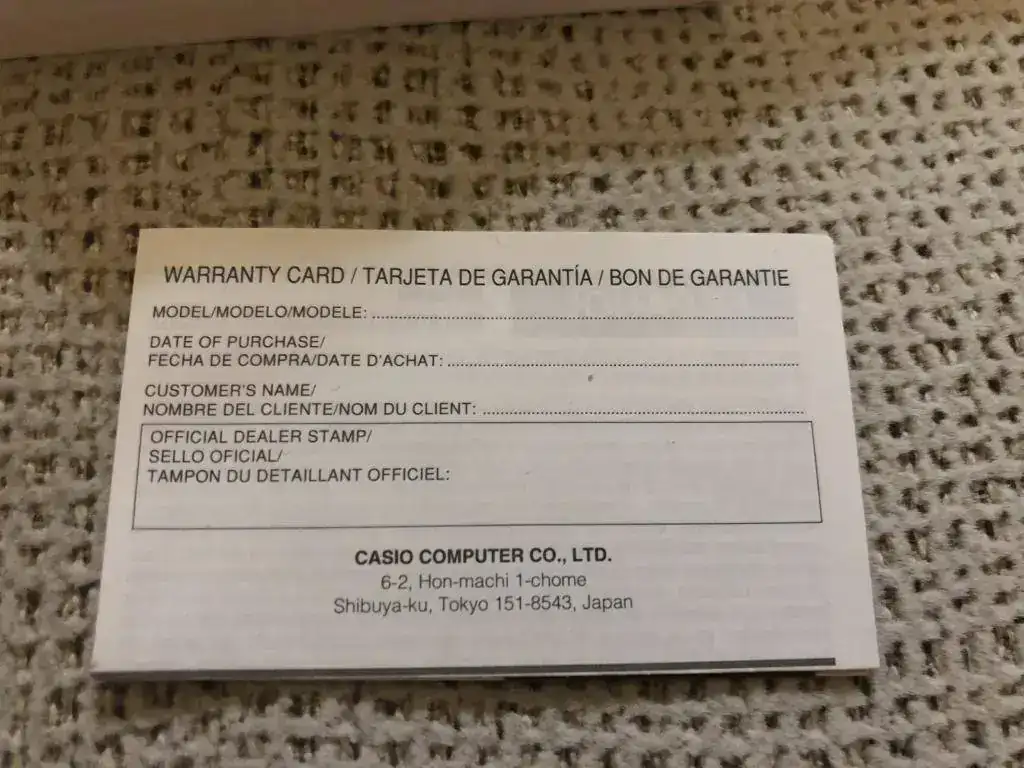 WARRANTY CARD / TARJETA DE GARANTÍA / BON DE GARANTIE
MODEL/MODELO/MODELE:
DATE OF PURCHASE/
FECHA DE COMPRA/DATE D'ACHAT:
CUSTOMER'S NAME/
NOMBRE DEL CLIENTE/NOM DU CLIENT:
OFFICIAL DEALER STAMP/
SELLO OFICIAL/
TAMPON DU DETAILLANT OFFICIEL:
CASIO COMPUTER CO., LTD.
6-2, Hon-machi 1-chome
Shibuya-ku, Tokyo 151-8543, Japan